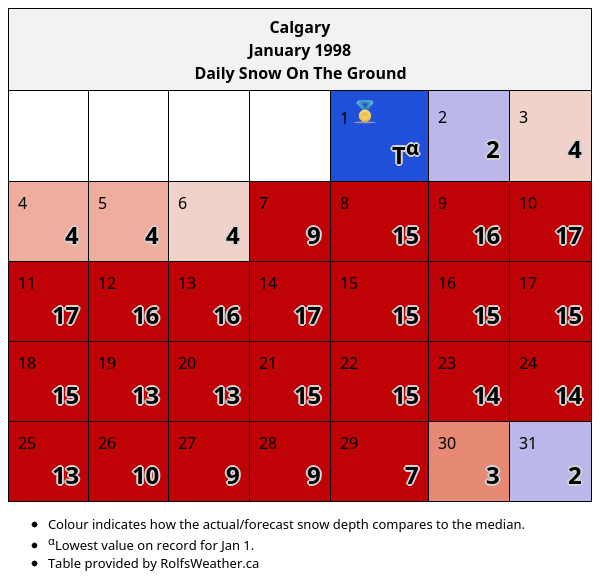 Calgary
January 1998
Daily Snow On The Ground
1 2 3
Tα 2 4
4 5 6 7 8 9 10
4 4 4 9 15 16 17
11 12 13 14 15 16 17
17 16 16 17 15 15 15
18 19 20 21 22 23 24
15 13 13 15 15 14 14
25 26 27 28 29 30 31
13 10 9 9 7 3 2
• Colour indicates how the actual/forecast snow depth compares to the median.
• αLowest value on record for Jan 1.
• Table provided by RolfsWeather.ca